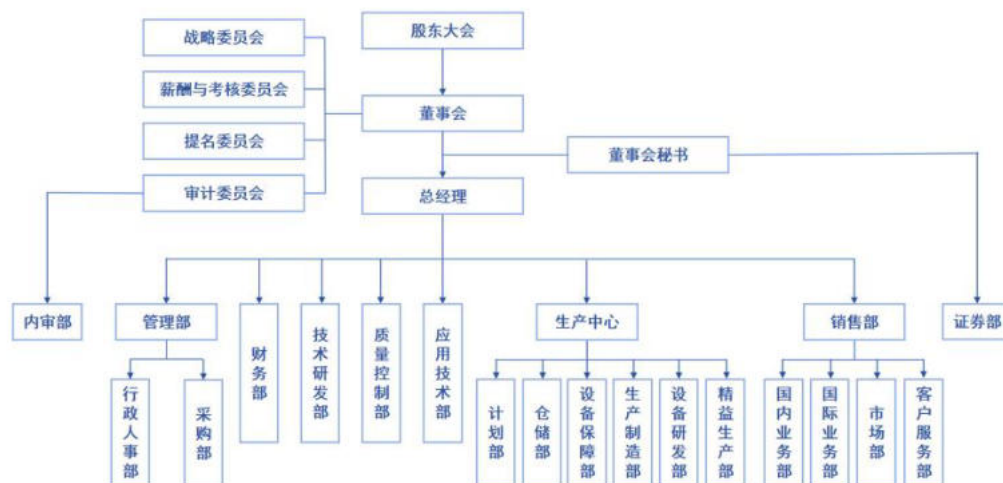 战略委员会
股东大会
薪酬与考核委员会
董事会
提名委员会
董事会秘书
审计委员会
总经理
内审部
管理部
财务部
技术研发部
质量控制部
应用技术部
生产中心
销售部
证券部
行政人事部
采购部
计划部
仓储部
设备保障部
生产制造部
设备研发部
精益生产部
国内业务部
国际业务部
市场部
客户服务部